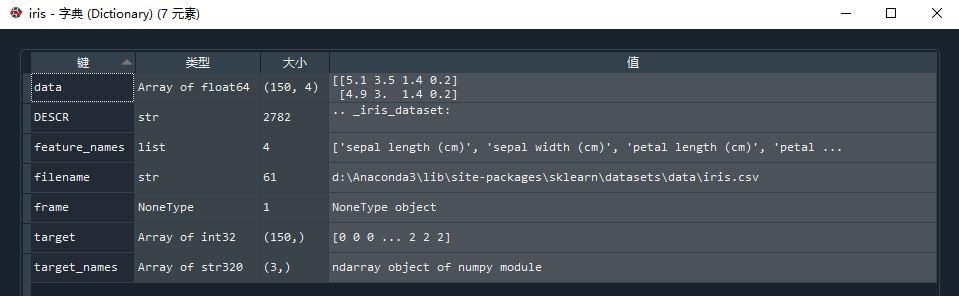 iris - 字典 (Dictionary) (7 元素)
键 类型 大小 值
data Array of float64 (150, 4) [[5.1 3.5 1.4 0.2]
[4.9 3.  1.4 0.2]
DESCR str 2782 .. _iris_dataset:
feature_names list 4 ['sepal length (cm)', 'sepal width (cm)', 'petal length (cm)', 'petal ...
filename str 61 d:\Anaconda3\lib\site-packages\sklearn\datasets\data\iris.csv
frame NoneType 1 NoneType object
target Array of int32 (150,) [0 0 0 ... 2 2 2]
target_names Array of str320 (3,) ndarray object of numpy module